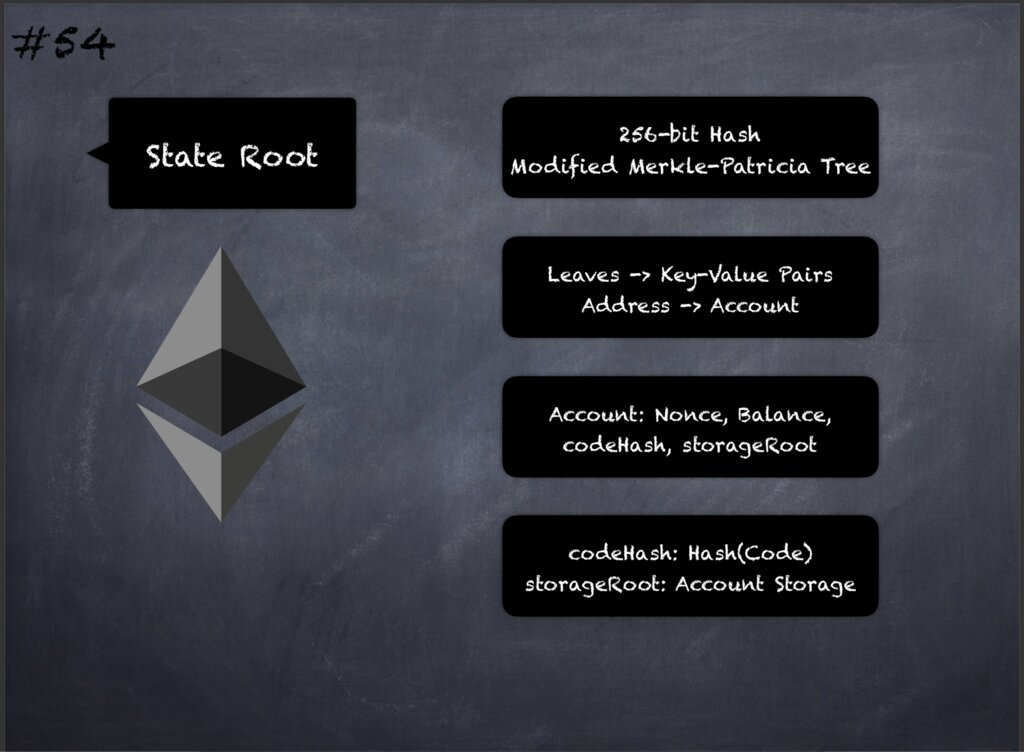 #54
State Root
256-bit Hash
Modified Merkle-Patricia Tree
Leaves -> Key-Value Pairs
Address -> Account
Account: Nonce, Balance,
codeHash, storageRoot
codeHash: Hash(Code)
storageRoot: Account Storage